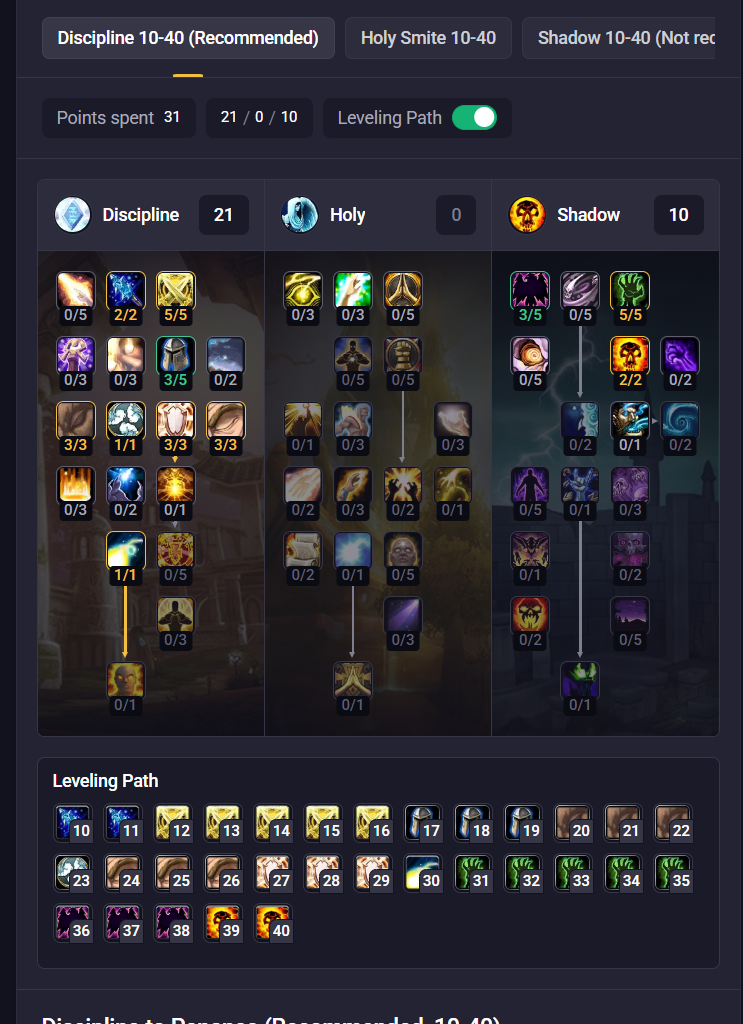 Discipline 10-40 (Recommended) Holy Smite 10-40 Shadow 10-40 (Not rec
Points spent 31 21 / 0 / 10 Leveling Path
Discipline 21 Holy 0 Shadow 10
0/5 2/2 5/5 0/3 0/3 0/5 3/5 0/5 5/5
0/3 0/3 3/5 0/2 0/5 0/5 0/5 2/2 0/2
3/3 1/1 3/3 3/3 0/1 0/3 0/3 0/2 0/1 0/2
0/3 0/2 0/1 0/2 0/3 0/2 0/1 0/5 0/1 0/3
1/1 0/5 0/2 0/1 0/5 0/1 0/2
0/3 0/3 0/2 0/5
0/1 0/1 0/1
Leveling Path
10 11 12 13 14 15 16 17 18 19 20 21 22
23 24 25 26 27 28 29 30 31 32 33 34 35
36 37 38 39 40
Discipline to Penance (Recommended, 10-40)